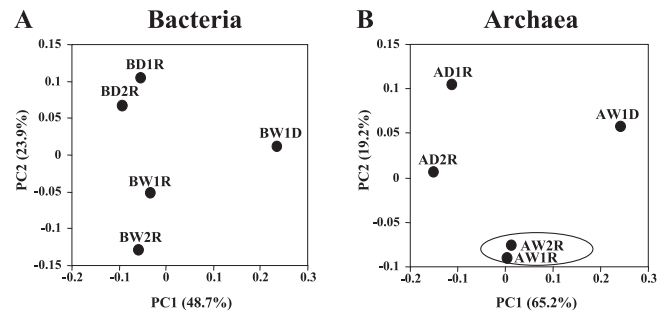 A Bacteria
0.15
0.1
0.05
0
-0.05
-0.1
-0.15
PC2 (23.9%)
BD1R
BD2R
BW1D
BW1R
BW2R
-0.2 -0.1 0 0.1 0.2 0.3
PC1 (48.7%)
B Archaea
0.15
0.1
0.05
0
-0.05
-0.1
PC2 (19.2%)
AD1R
AW1D
AD2R
AW2R
AW1R
-0.2 -0.1 0 0.1 0.2 0.3
PC1 (65.2%)